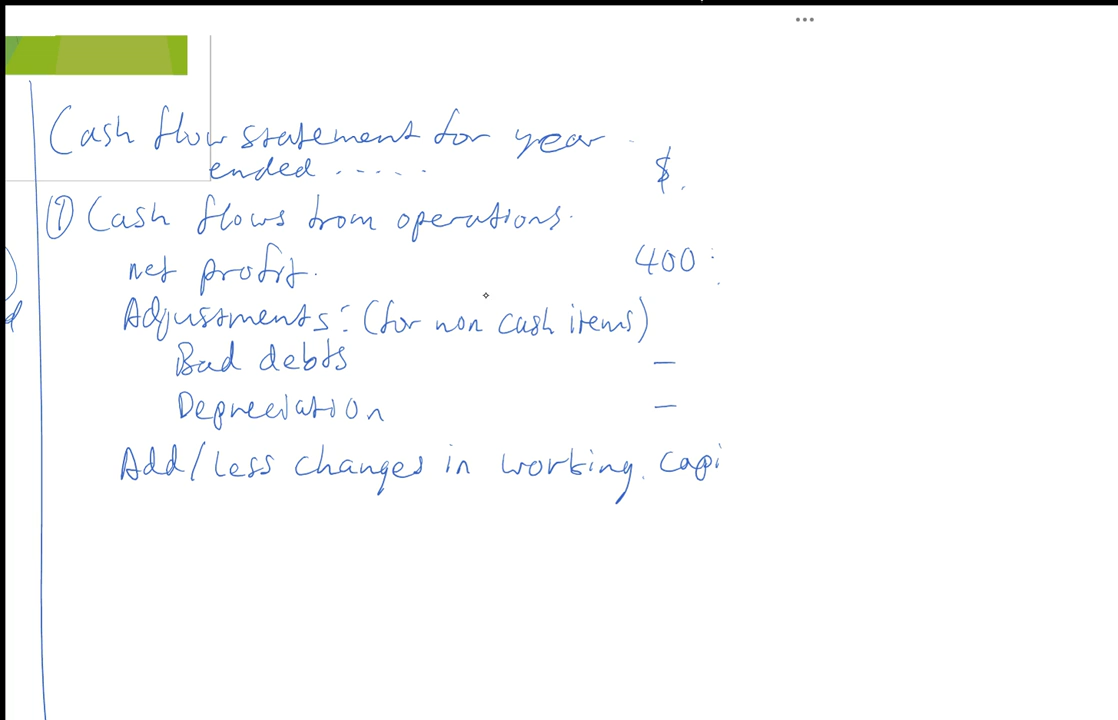 Cash flow statement for year
ended .....
$
① Cash flows from operations.
net profit. 400
Adjustments: (for non cash items)
Bad debts —
Depreciation —
Add/less changes in working capi